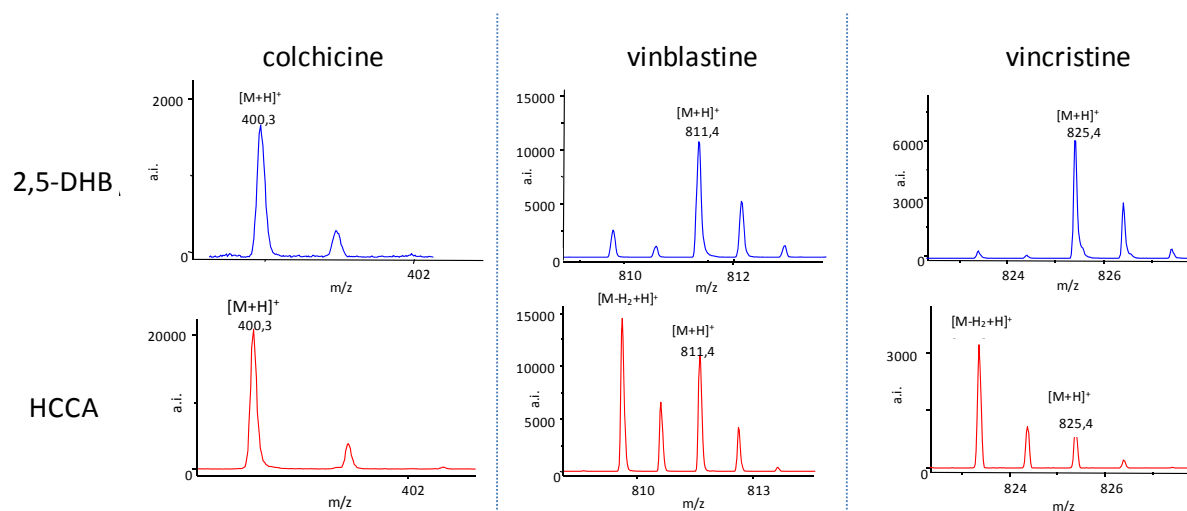 colchicine
vinblastine
vincristine
2,5-DHB
[M+H]⁺
400,3
2000
0
a.i.
402
m/z
[M+H]⁺
811,4
15000
10000
5000
0
a.i.
810
812
m/z
[M+H]⁺
825,4
6000
3000
0
a.i.
824
826
m/z
HCCA
[M+H]⁺
400,3
20000
0
a.i.
402
m/z
[M-H₂+H]⁺
[M+H]⁺
811,4
15000
10000
5000
0
a.i.
810
813
m/z
[M-H₂+H]⁺
[M+H]⁺
825,4
3000
0
a.i.
824
826
m/z